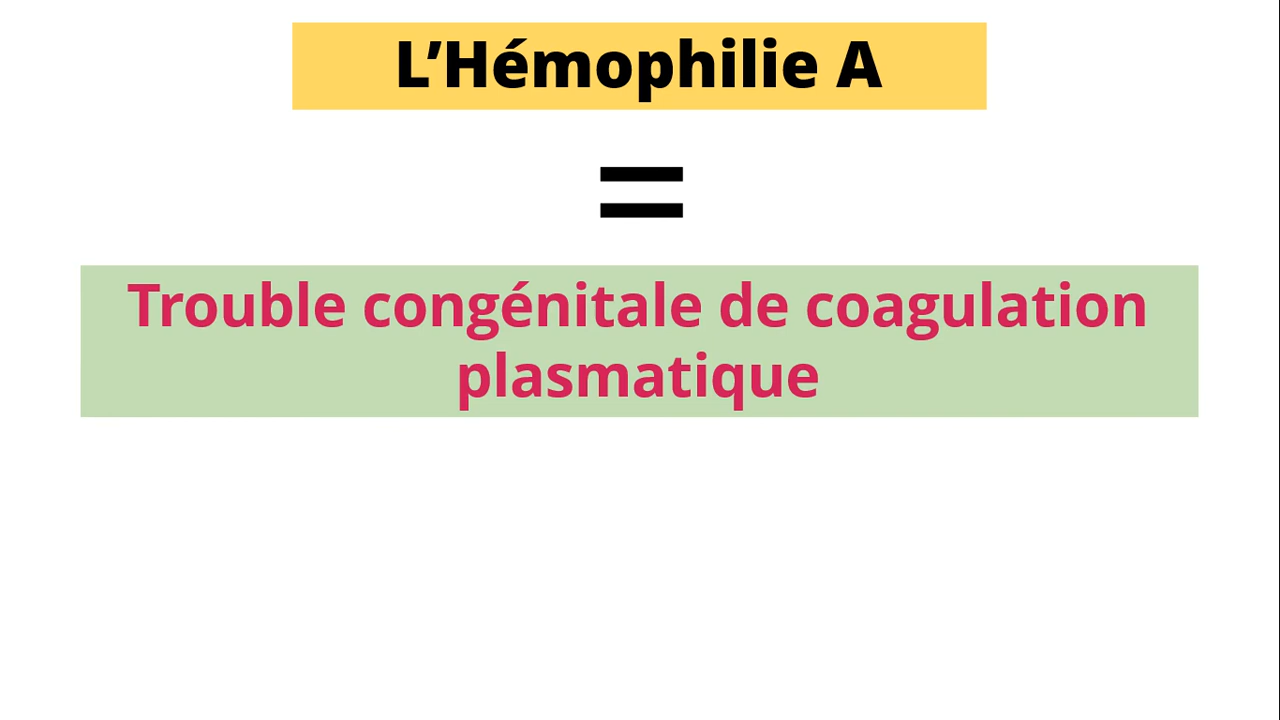 L’Hémophilie A
=
Trouble congénitale de coagulation
plasmatique